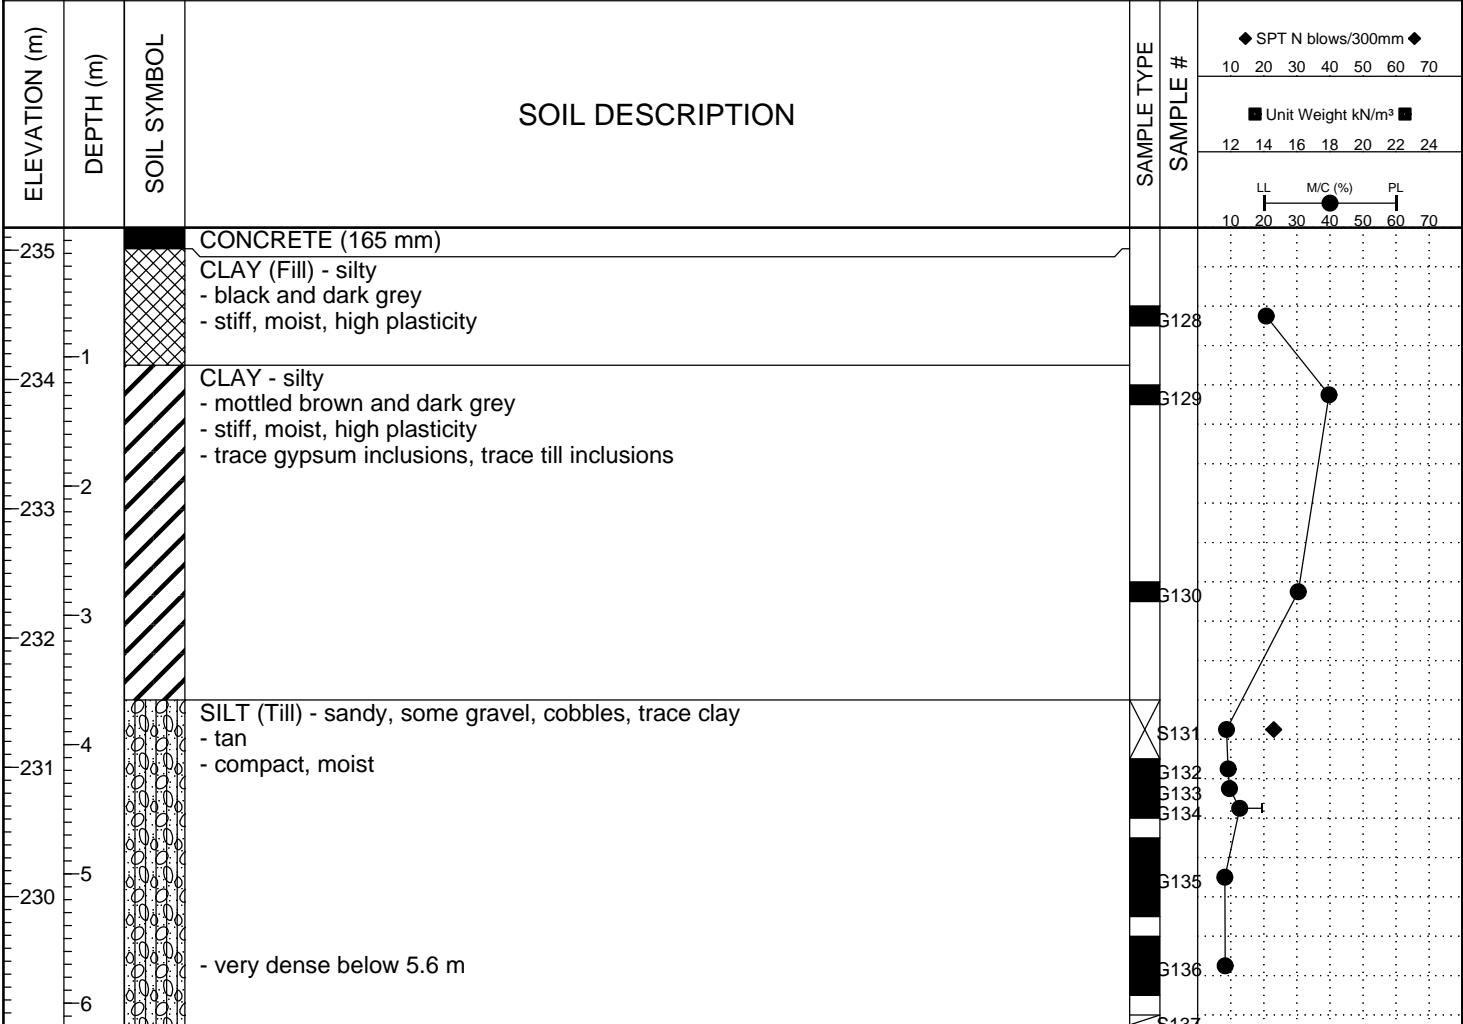 ELEVATION (m)
DEPTH (m)
SOIL SYMBOL
SOIL DESCRIPTION
SAMPLE TYPE
SAMPLE #
◆ SPT N blows/300mm ◆
10 20 30 40 50 60 70
■ Unit Weight kN/m³ ■
12 14 16 18 20 22 24
LL M/C (%) PL
10 20 30 40 50 60 70
235
CONCRETE (165 mm)
CLAY (Fill) - silty
- black and dark grey
- stiff, moist, high plasticity
G128
1
234
CLAY - silty
- mottled brown and dark grey
G129
- stiff, moist, high plasticity
- trace gypsum inclusions, trace till inclusions
2
233
G130
3
232
SILT (Till) - sandy, some gravel, cobbles, trace clay
S131
- tan
4
- compact, moist
231
G132
G133
G134
5
G135
230
- very dense below 5.6 m
G136
6
S137